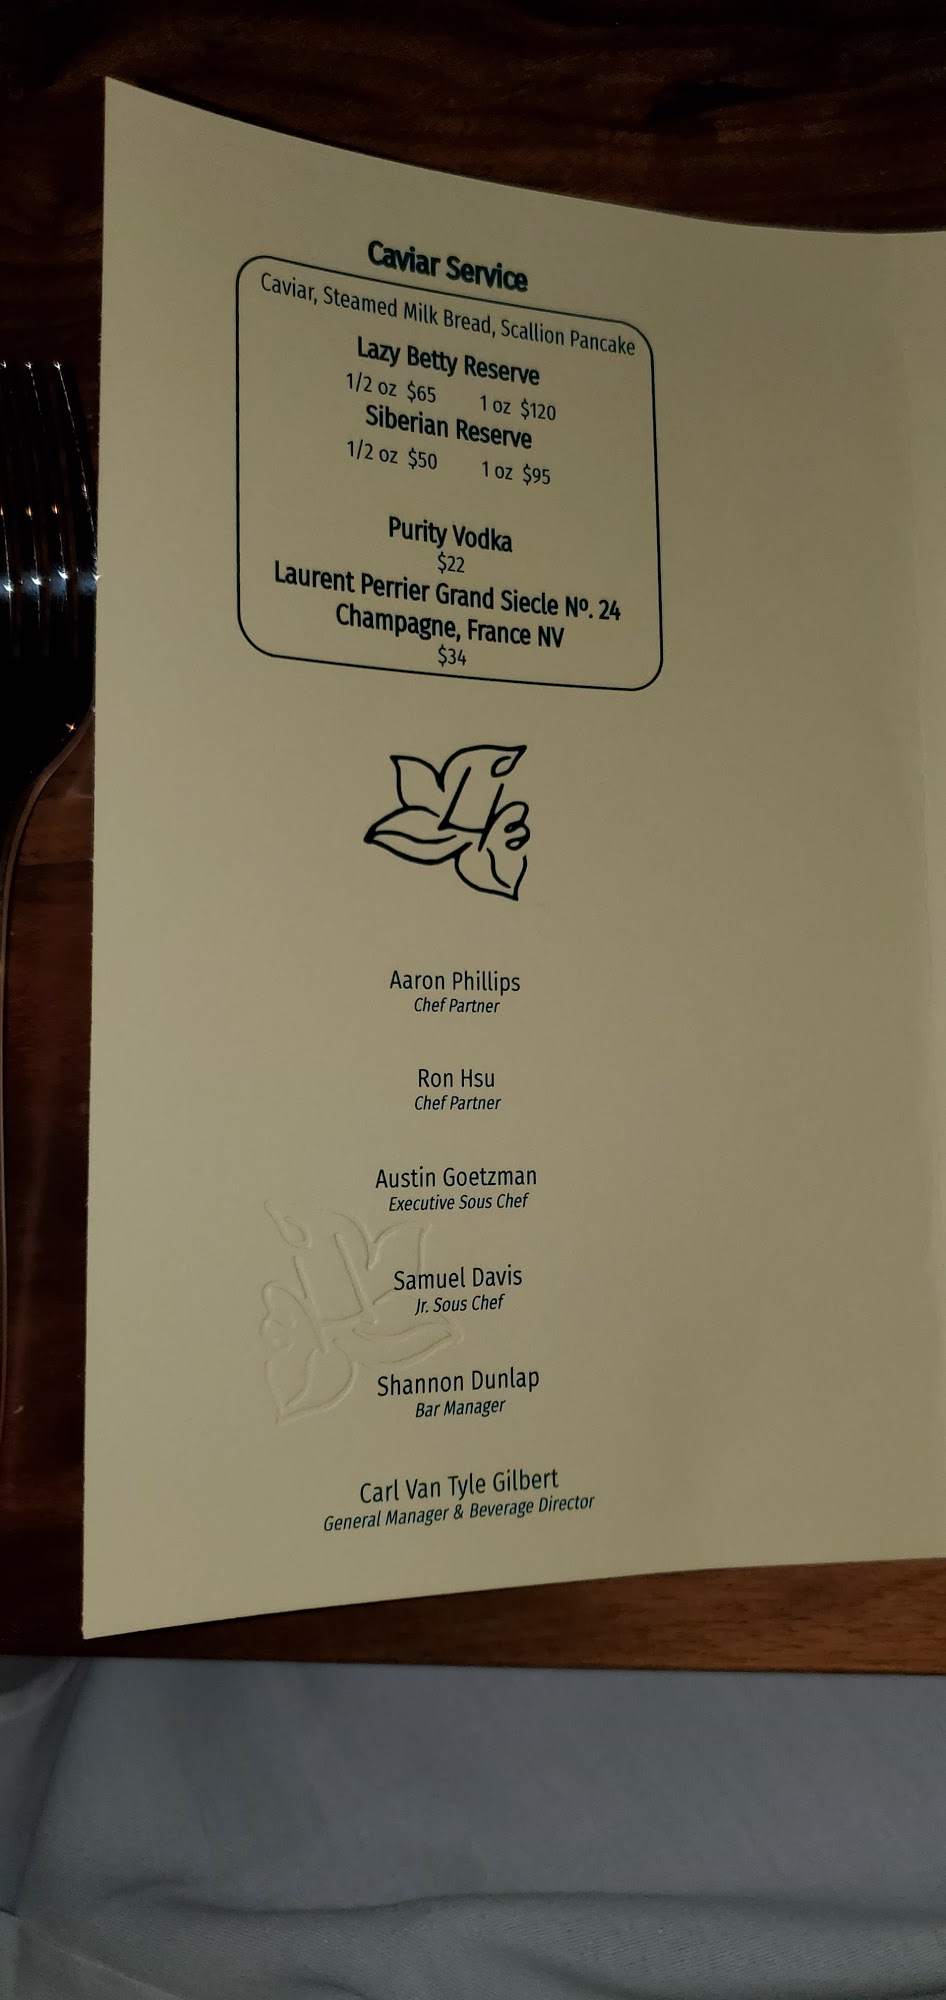 Caviar Service
Caviar, Steamed Milk Bread, Scallion Pancake
Lazy Betty Reserve
1/2 oz $65 1 oz $120
Siberian Reserve
1/2 oz $50 1 oz $95
Purity Vodka
$22
Laurent Perrier Grand Siecle Nº. 24
Champagne, France NV
$34
LB
Aaron Phillips
Chef Partner
Ron Hsu
Chef Partner
Austin Goetzman
Executive Sous Chef
Samuel Davis
Jr. Sous Chef
Shannon Dunlap
Bar Manager
Carl Van Tyle Gilbert
General Manager & Beverage Director